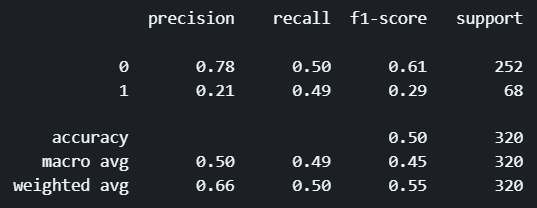 precision recall f1-score support
0 0.78 0.50 0.61 252
1 0.21 0.49 0.29 68
accuracy 0.50 320
macro avg 0.50 0.49 0.45 320
weighted avg 0.66 0.50 0.55 320